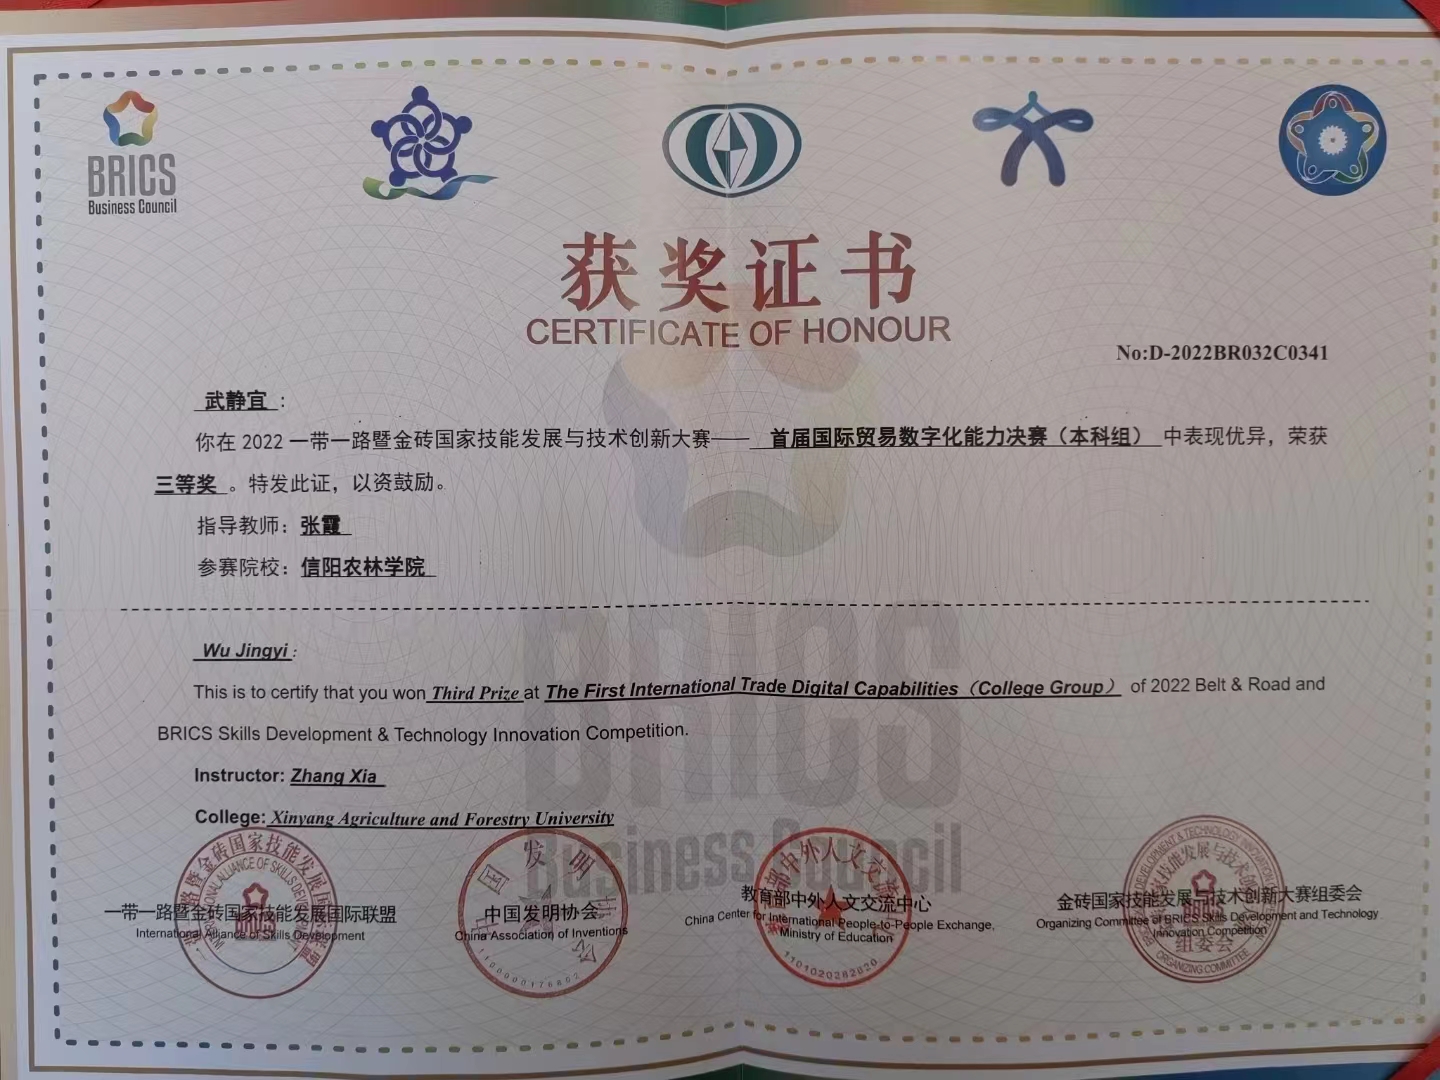 BRICS
Business Council
获奖证书
CERTIFICATE OF HONOUR
No:D-2022BR032C0341
武静宜 ：
你在 2022 一带一路暨金砖国家技能发展与技术创新大赛—— 首届国际贸易数字化能力决赛（本科组） 中表现优异，荣获
三等奖 。特发此证，以资鼓励。
指导教师：张霞
参赛院校：信阳农林学院
Wu Jingyi :
This is to certify that you won Third Prize at The First International Trade Digital Capabilities（College Group） of 2022 Belt & Road and
BRICS Skills Development & Technology Innovation Competition.
Instructor: Zhang Xia
College: Xinyang Agriculture and Forestry University
BRICS
Business Council
一带一路暨金砖国家技能发展国际联盟
International Alliance of Skills Development
中国发明协会
China Association of Inventions
1100000176602
教育部中外人文交流中心
China Center for International People-to-People Exchange,
Ministry of Education
1101020282020
金砖国家技能发展与技术创新大赛组委会
Organizing Committee of BRICS Skills Development and Technology
Innovation Competition
组委会
ORGANIZING COMMITTEE